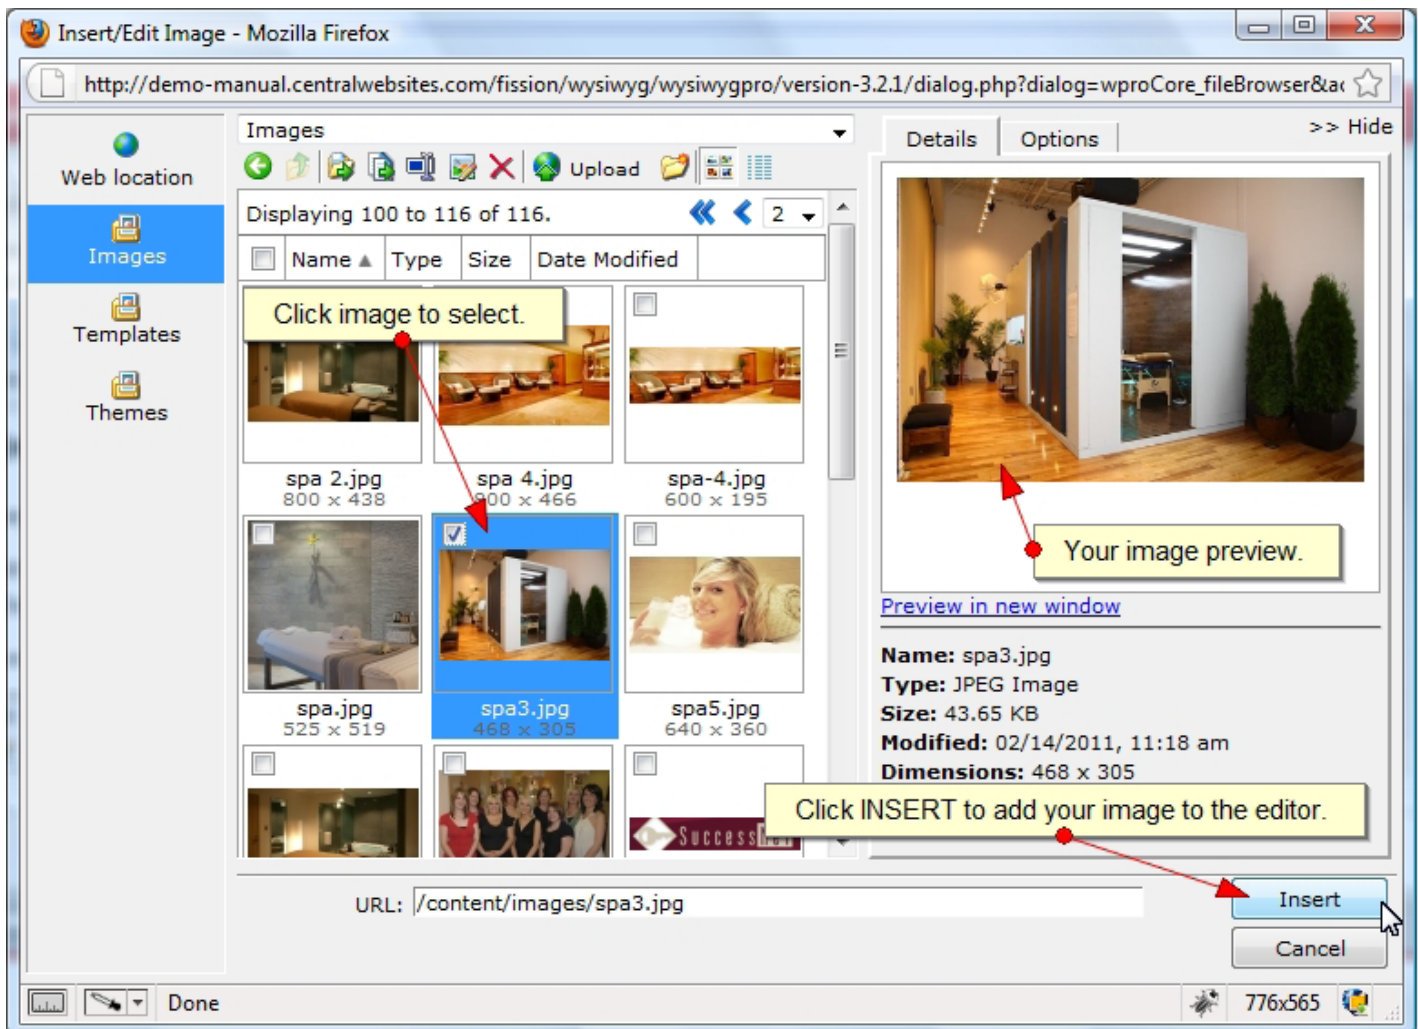 Insert/Edit Image - Mozilla Firefox
http://demo-manual.centralwebsites.com/fission/wysiwyg/wysiwygpro/version-3.2.1/dialog.php?dialog=wproCore_fileBrowser&
Web location
Images
Templates
Themes
Images
Upload
Displaying 100 to 116 of 116.
2
Name Type Size Date Modified
Click image to select.
spa 2.jpg
800 x 438
spa 4.jpg
x 466
spa-4.jpg
600 x 195
spa.jpg
525 x 519
spa3.jpg
468 x 305
spa5.jpg
640 x 360
Success
Details
Options
>> Hide
Your image preview.
Preview in new window
Name: spa3.jpg
Type: JPEG Image
Size: 43.65 KB
Modified: 02/14/2011, 11:18 am
Dimensions: 468 x 305
Click INSERT to add your image to the editor.
URL: /content/images/spa3.jpg
Insert
Cancel
Done
776x565